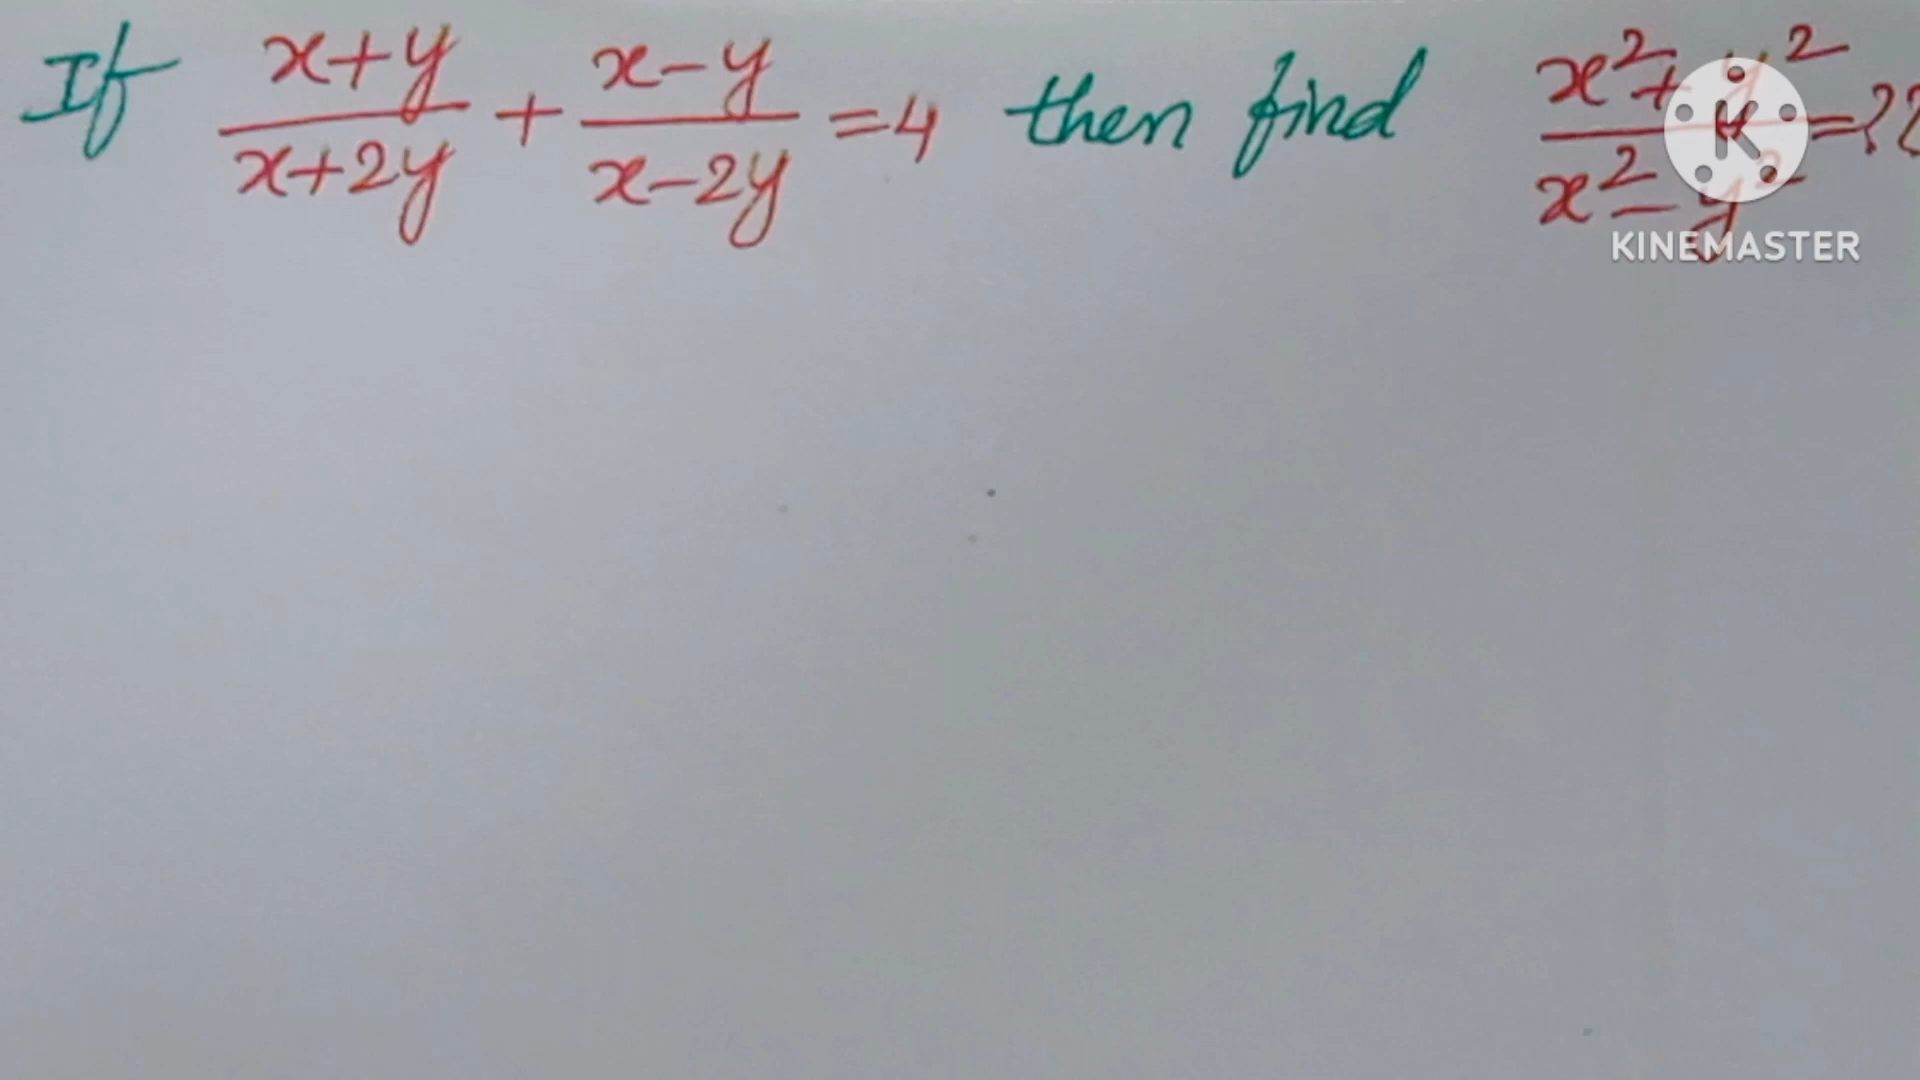 If (x+y)/(x+2y) + (x-y)/(x-2y) = 4 then find (x²+y²)/(x²-y²) = ??
K
KINEMASTER